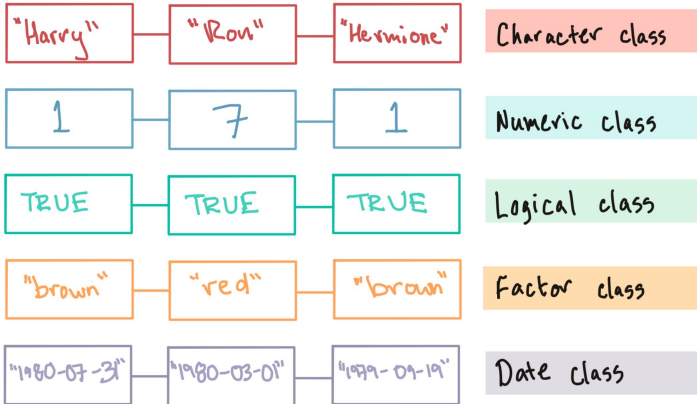 "Harry" "Ron" "Hermione" Character class
1 7 1 Numeric class
TRUE TRUE TRUE Logical class
"brown" "red" "brown" Factor class
"1980-07-31" "1980-03-01" "1979-09-19" Date class